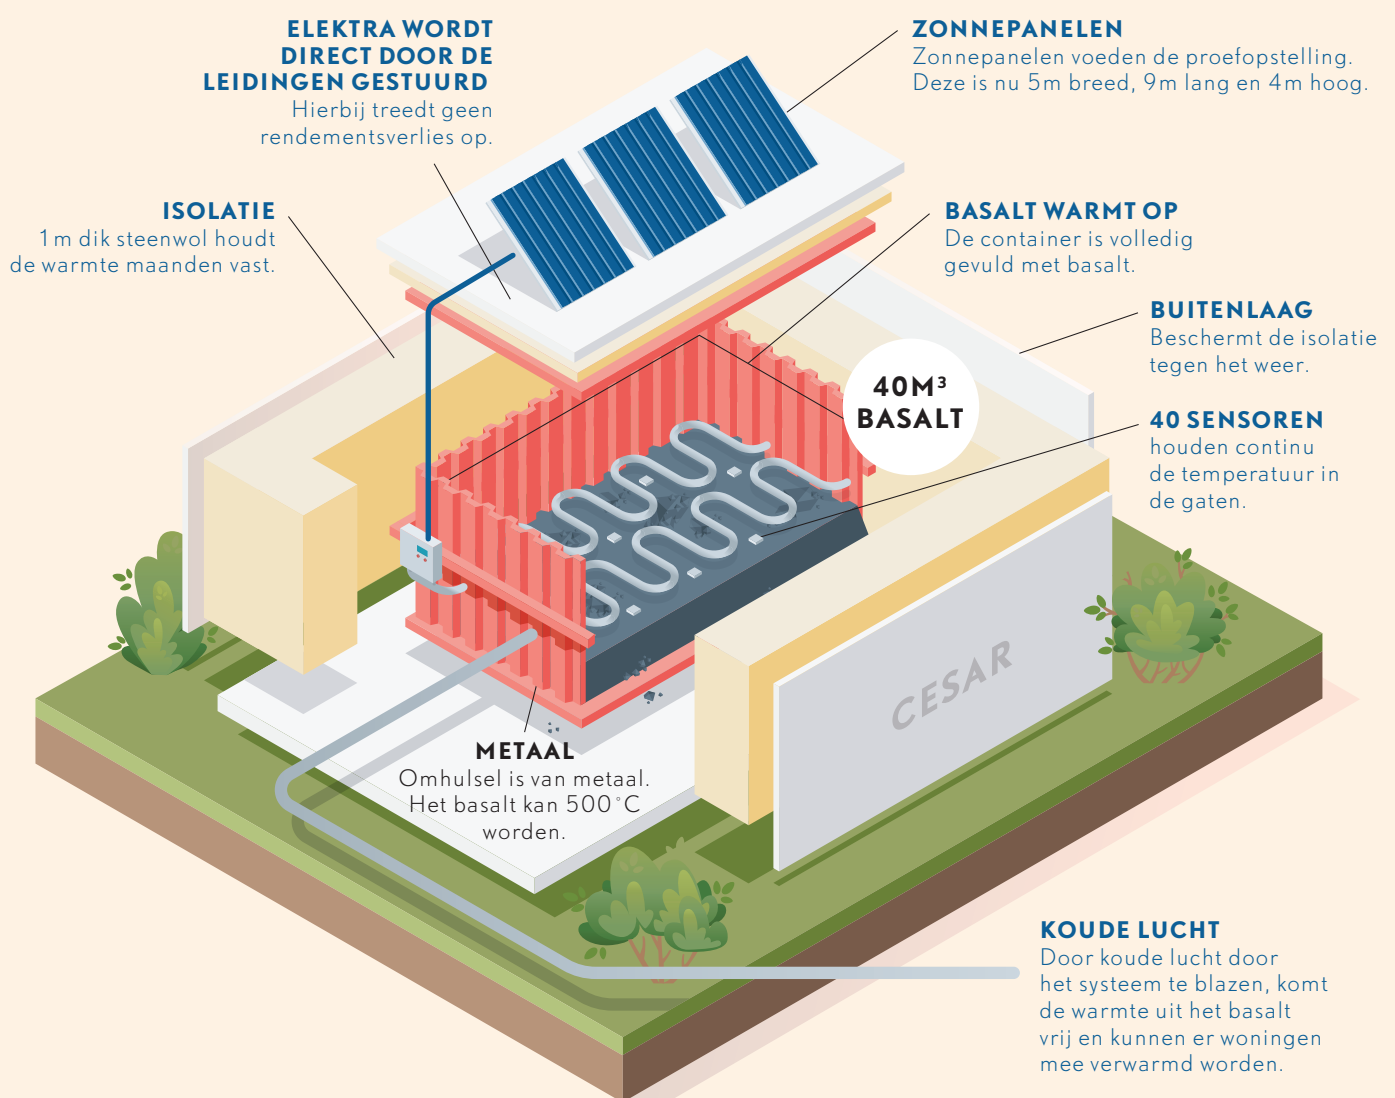 ELEKTRA WORDT
DIRECT DOOR DE
LEIDINGEN GESTUURD
Hierbij treedt geen
rendementsverlies op.
ZONNEPANELEN
Zonnepanelen voeden de proefopstelling.
Deze is nu 5m breed, 9m lang en 4m hoog.
ISOLATIE
1 m dik steenwol houdt
de warmte maanden vast.
BASALT WARMT OP
De container is volledig
gevuld met basalt.
BUITENLAAG
Beschermt de isolatie
tegen het weer.
40M³
BASALT
40 SENSOREN
houden continu
de temperatuur in
de gaten.
CESAR
METAAL
Omhulsel is van metaal.
Het basalt kan 500°C
worden.
KOUDE LUCHT
Door koude lucht door
het systeem te blazen, komt
de warmte uit het basalt
vrij en kunnen er woningen
mee verwarmd worden.